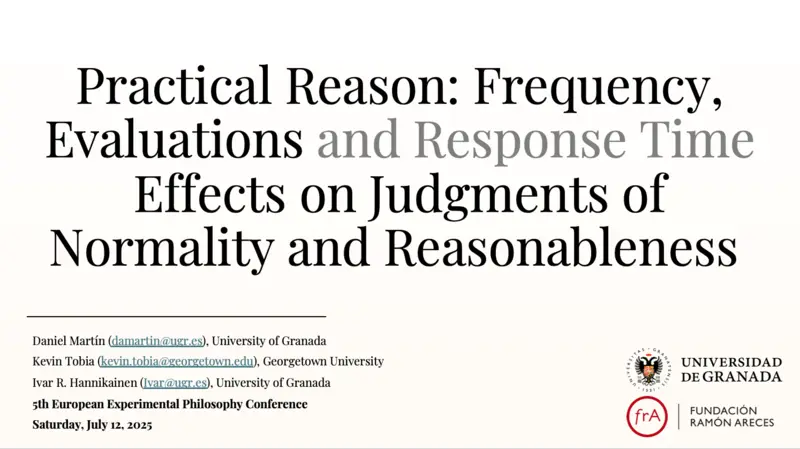 Practical Reason: Frequency,
Evaluations and Response Time
Effects on Judgments of
Normality and Reasonableness
Daniel Martín (damartin@ugr.es), University of Granada
Kevin Tobia (kevin.tobia@georgetown.edu), Georgetown University
Ivar R. Hannikainen (Ivar@ugr.es), University of Granada
5th European Experimental Philosophy Conference
Saturday, July 12, 2025
UNIVERSIDAD
DE GRANADA
frA
FUNDACIÓN
RAMÓN ARECES